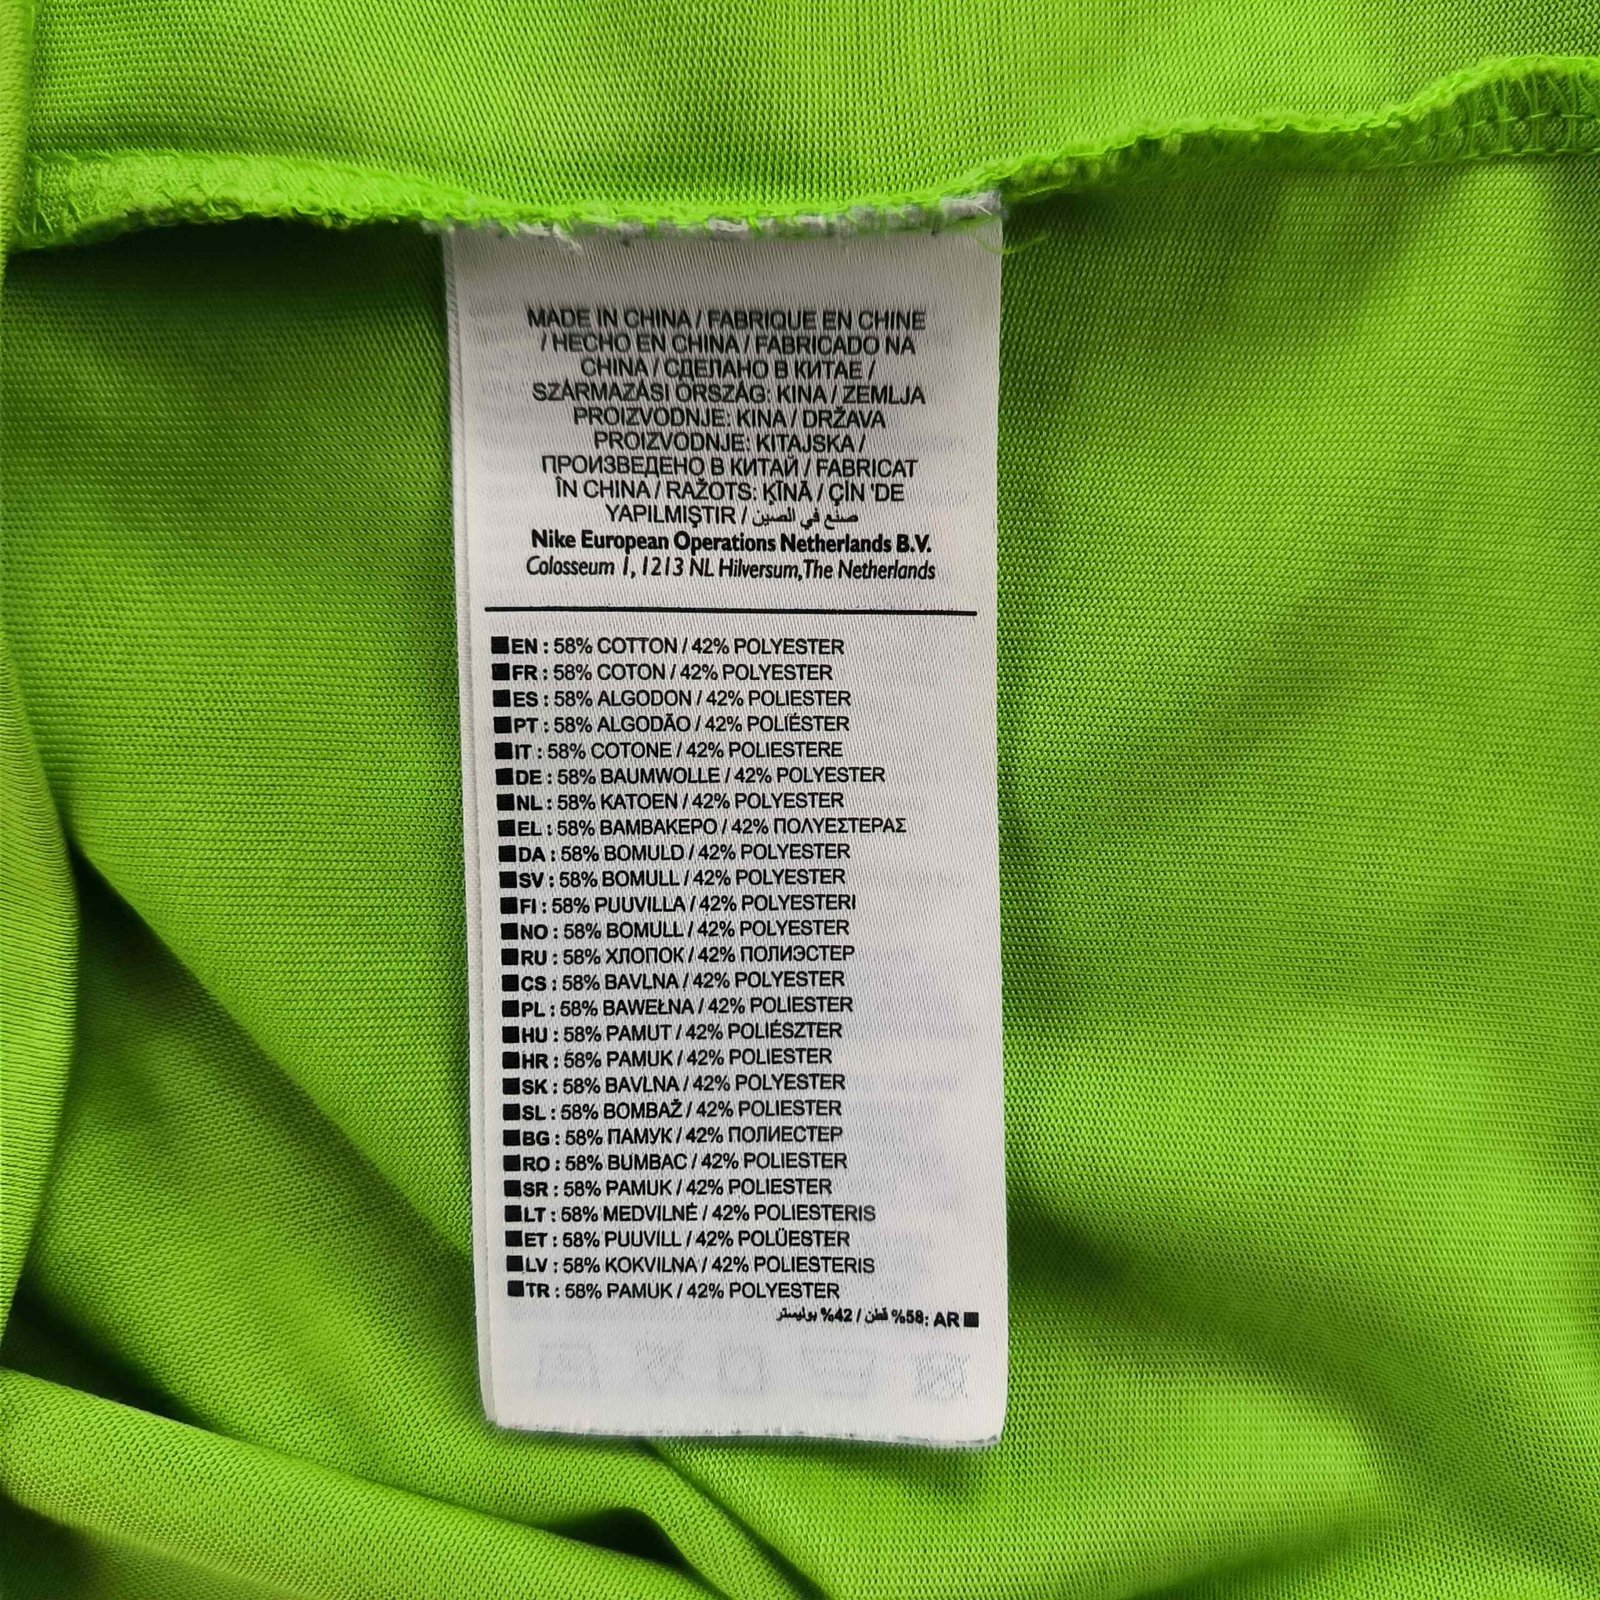 MADE IN CHINA / FABRIQUE EN CHINE
/ HECHO EN CHINA / FABRICADO NA
CHINA / СДЕЛАНО В КИТАЕ /
SZÁRMAZÁSI ORSZÁG: KINA / ZEMLJA
PROIZVODNJE: KINA / DRŽAVA
PROIZVODNJE: KITAJSKA /
ПРОИЗВЕДЕНО В КИТАЙ / FABRICAT
ÎN CHINA / RAŽOTS: ĶĪNĀ / ÇİN 'DE
YAPILMIŞTIR / صنع في الصين
Nike European Operations Netherlands B.V.
Colosseum 1, 1213 NL Hilversum, The Netherlands
EN : 58% COTTON / 42% POLYESTER
FR : 58% COTON / 42% POLYESTER
ES : 58% ALGODON / 42% POLIESTER
PT : 58% ALGODÃO / 42% POLIÉSTER
IT : 58% COTONE / 42% POLIESTERE
DE : 58% BAUMWOLLE / 42% POLYESTER
NL : 58% KATOEN / 42% POLYESTER
EL : 58% ΒΑΜΒΑΚΕΡΟ / 42% ΠΟΛΥΕΣΤΕΡΑΣ
DA : 58% BOMULD / 42% POLYESTER
SV : 58% BOMULL / 42% POLYESTER
FI : 58% PUUVILLA / 42% POLYESTERI
NO : 58% BOMULL / 42% POLYESTER
RU : 58% ХЛОПОК / 42% ПОЛИЭСТЕР
CS : 58% BAVLNA / 42% POLYESTER
PL : 58% BAWEŁNA / 42% POLIESTER
HU : 58% PAMUT / 42% POLIÉSZTER
HR : 58% PAMUK / 42% POLIESTER
SK : 58% BAVLNA / 42% POLYESTER
SL : 58% BOMBAŽ / 42% POLIESTER
BG : 58% ПАМУК / 42% ПОЛИЕСТЕР
RO : 58% BUMBAC / 42% POLIESTER
SR : 58% PAMUK / 42% POLIESTER
LT : 58% MEDVILNĖ / 42% POLIESTERIS
ET : 58% PUUVILL / 42% POLÜESTER
LV : 58% KOKVILNA / 42% POLIESTERIS
TR : 58% PAMUK / 42% POLYESTER
AR :58% قطن / 42% بوليستر